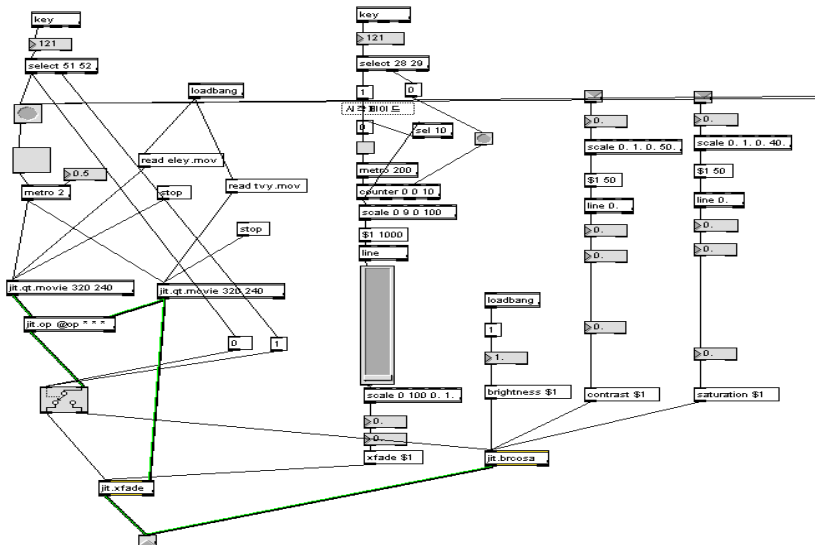 key
121
select 51 52
loadbang
read eley.mov
0.5
metro 2
stop
read tvy.mov
stop
jit.qt.movie 320 240
jit.qt.movie 320 240
jit.op @op * * *
0
1
jit.xfade
key
121
select 28 29
1
0
시각 페이드
0
sel 10
metro 200
counter 0 0 10
scale 0 9 0 100
$1 1000
line
scale 0 100 0. 1.
0.
0.
xfade $1
loadbang
1
1.
brightness $1
jit.brcosa
0.
scale 0. 1. 0. 50.
$1 50
line 0.
0.
0.
0.
contrast $1
0.
scale 0. 1. 0. 40.
$1 50
line 0.
0.
0.
0.
saturation $1